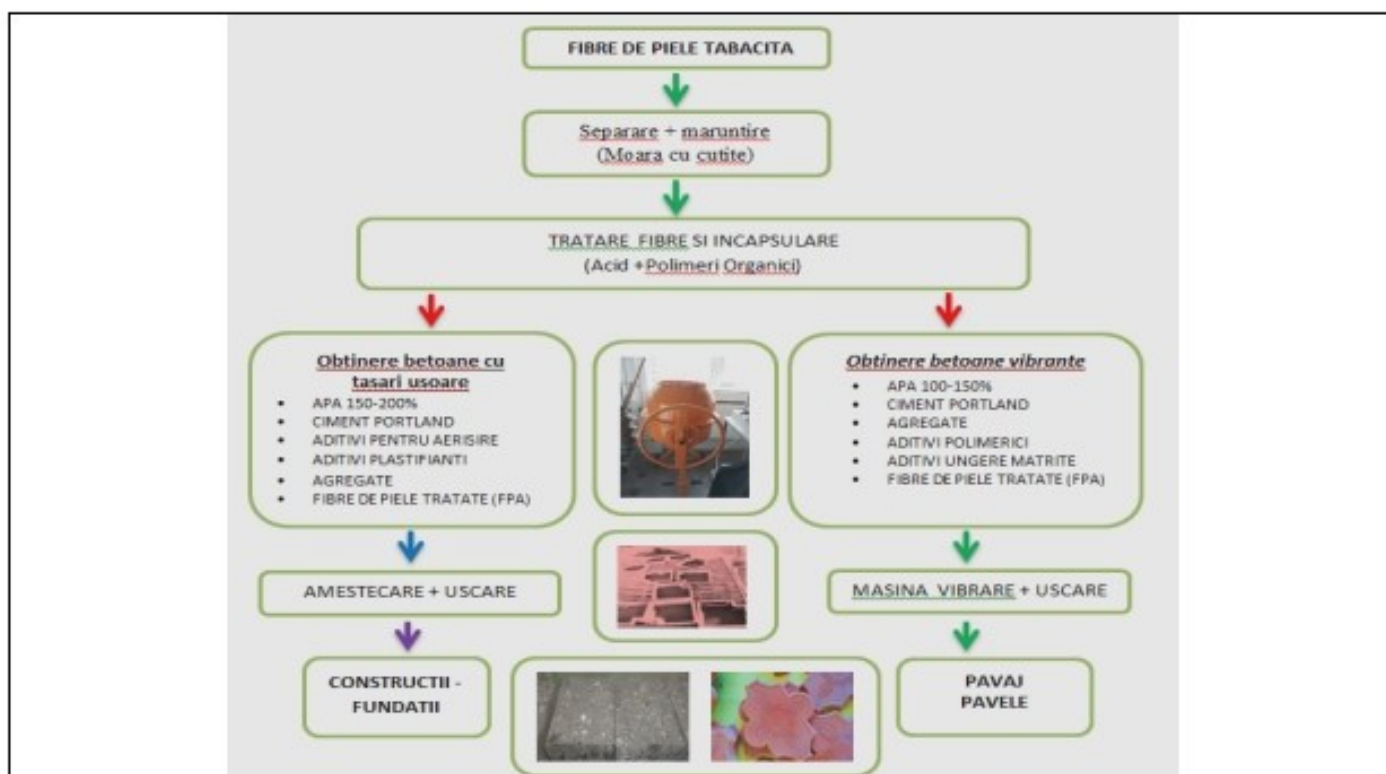 FIBRE DE PIELE TABACITA
Separare + maruntire
(Moara cu cutite)
TRATARE FIBRE SI INCAPSULARE
(Acid +Polimeri Organici)
Obtinere betoane cu
tasari usoare
• APA 150-200%
• CIMENT PORTLAND
• ADITIVI PENTRU AERISIRE
• ADITIVI PLASTIFIANTI
• AGREGATE
• FIBRE DE PIELE TRATATE (FPA)
Obtinere betoane vibrante
• APA 100-150%
• CIMENT PORTLAND
• AGREGATE
• ADITIVI POLIMERICI
• ADITIVI UNGERE MATRITE
• FIBRE DE PIELE TRATATE (FPA)
AMESTECARE + USCARE
MASINA VIBRARE + USCARE
CONSTRUCTII -
FUNDATII
PAVAJ
PAVELE